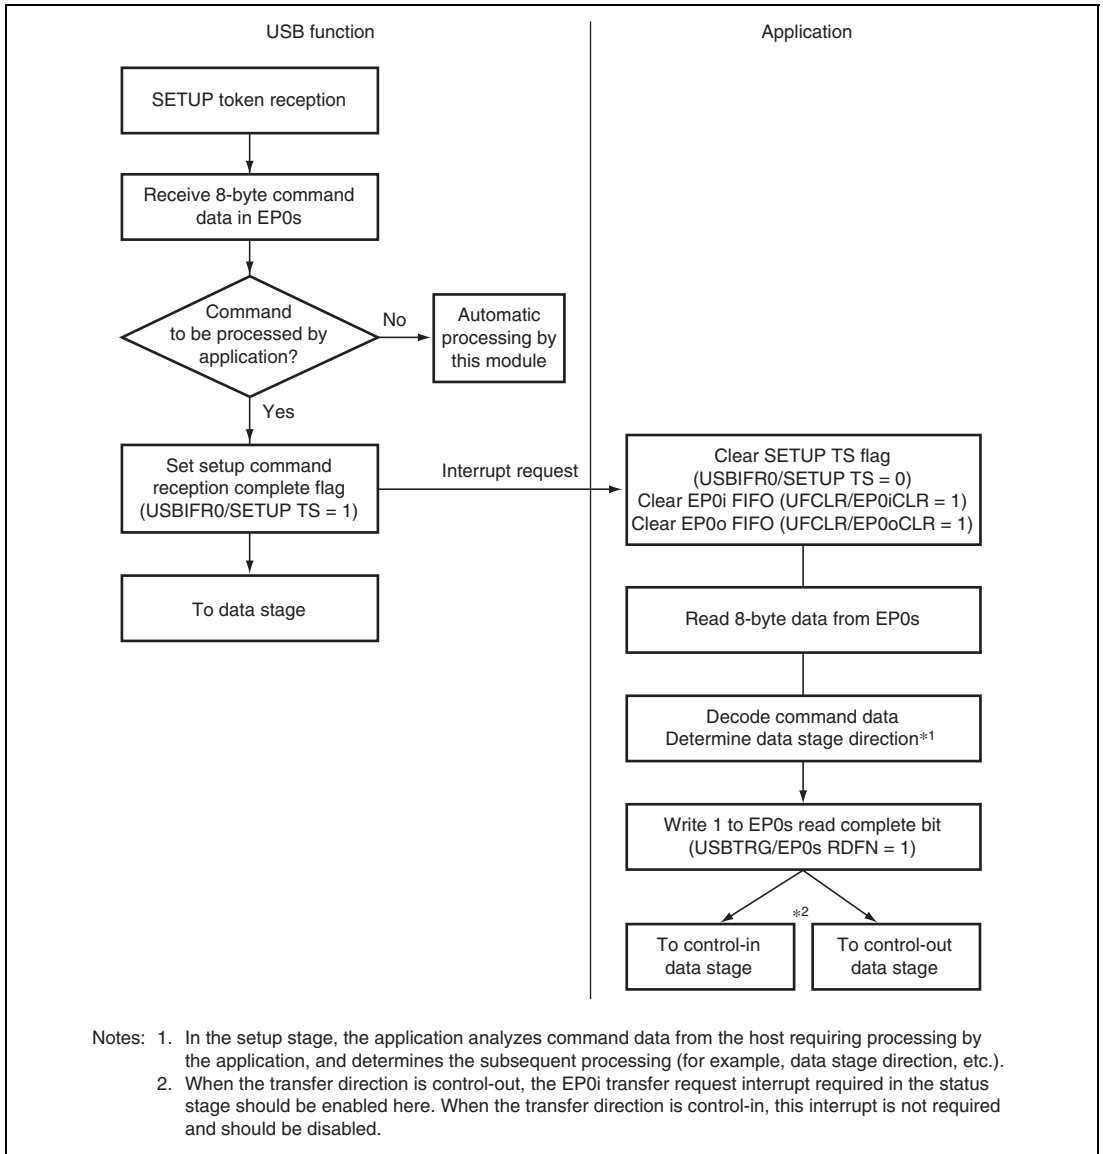 USB function
Application
SETUP token reception
Receive 8-byte command
data in EP0s
Command
to be processed by
application?
No
Automatic
processing by
this module
Yes
Set setup command
reception complete flag
(USBIFR0/SETUP TS = 1)
Interrupt request
To data stage
Clear SETUP TS flag
(USBIFR0/SETUP TS = 0)
Clear EP0i FIFO (UFCLR/EP0iCLR = 1)
Clear EP0o FIFO (UFCLR/EP0oCLR = 1)
Read 8-byte data from EP0s
Decode command data
Determine data stage direction*1
Write 1 to EP0s read complete bit
(USBTRG/EP0s RDFN = 1)
*2
To control-in
data stage
To control-out
data stage
Notes: 1. In the setup stage, the application analyzes command data from the host requiring processing by
the application, and determines the subsequent processing (for example, data stage direction, etc.).
2. When the transfer direction is control-out, the EP0i transfer request interrupt required in the status
stage should be enabled here. When the transfer direction is control-in, this interrupt is not required
and should be disabled.